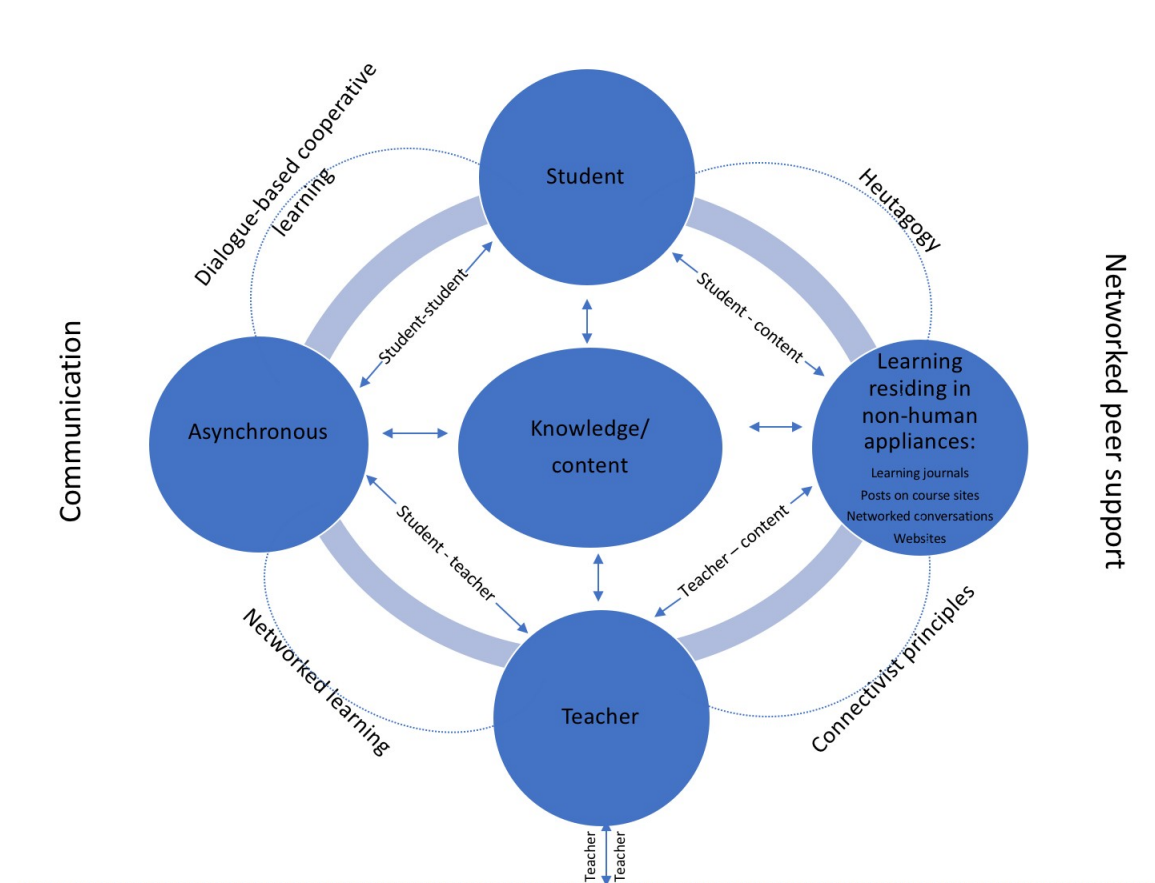 Dialogue-based cooperative
learning
Student
Heutagogy
Student-student
Student - content
Communication
Networked peer support
Asynchronous
Knowledge/
content
Learning
residing in
non-human
appliances:
Learning journals
Posts on course sites
Networked conversations
Websites
Student - teacher
Teacher – content
Networked learning
Connectivist principles
Teacher
Teacher
Teacher